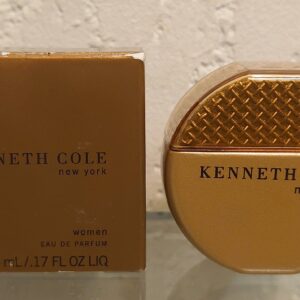 NETH COLE
new york
women
EAU DE PARFUM
mL/.17 FL OZ LIQ
KENNETH
n